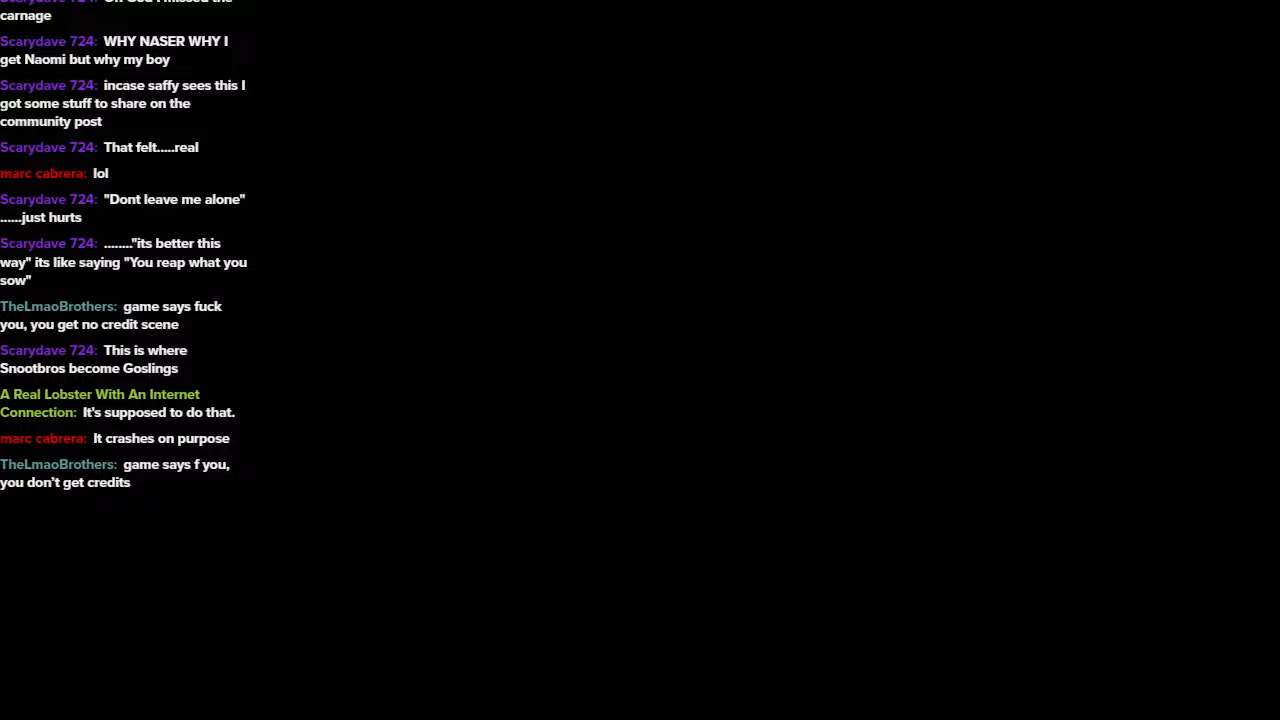 carnage
Scarydave 724: WHY NASER WHY I
get Naomi but why my boy
Scarydave 724: incase saffy sees this I
got some stuff to share on the
community post
Scarydave 724: That felt.....real
marc cabrera: lol
Scarydave 724: "Dont leave me alone"
......just hurts
Scarydave 724: ........"its better this
way" its like saying "You reap what you
sow"
TheLmaoBrothers: game says fuck
you, you get no credit scene
Scarydave 724: This is where
Snootbros become Goslings
A Real Lobster With An Internet
Connection: It's supposed to do that.
marc cabrera: It crashes on purpose
TheLmaoBrothers: game says f you,
you don't get credits